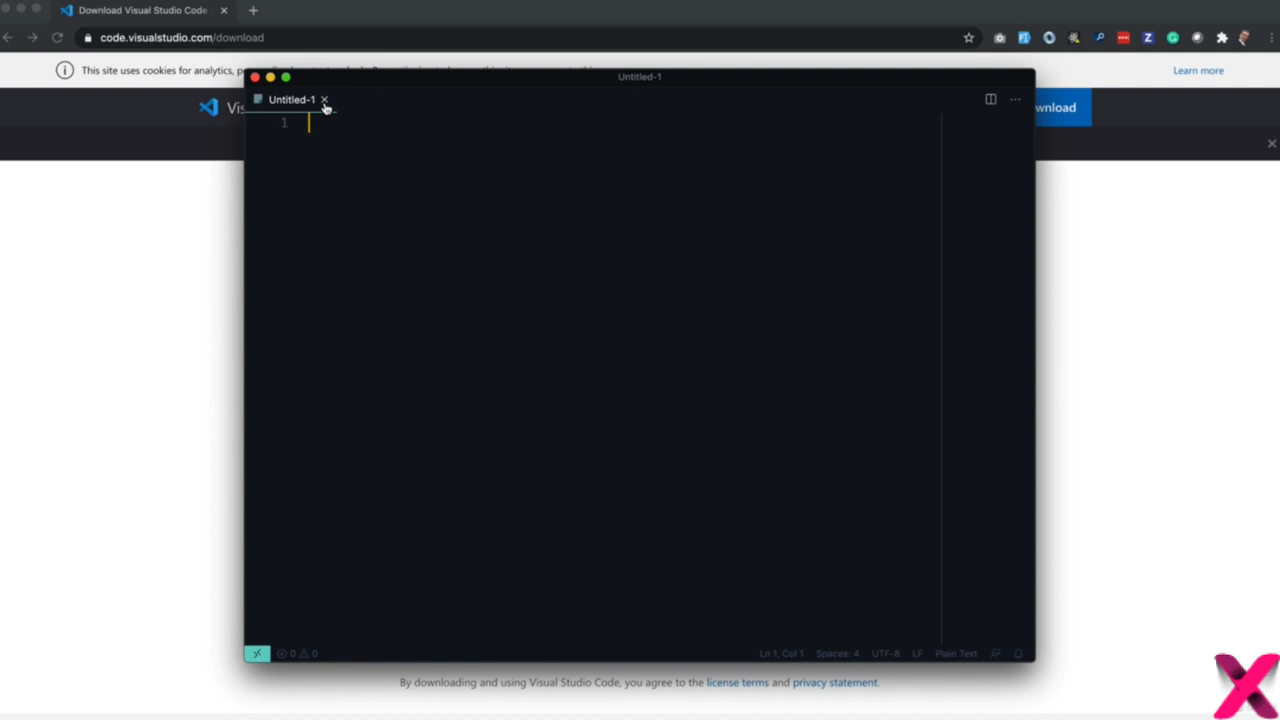 Download Visual Studio Code
code.visualstudio.com/download
This site uses cookies for analytics,
Learn more
Untitled-1
Untitled-1
1
0 0
Ln 1, Col 1 Spaces: 4 UTF-8 LF Plain Text
By downloading and using Visual Studio Code, you agree to the license terms and privacy statement.
X